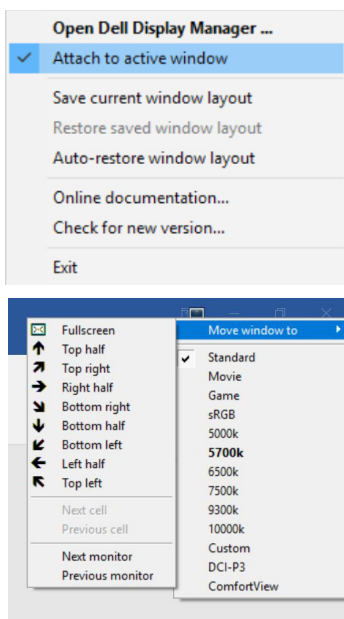 Open Dell Display Manager ...
Attach to active window
Save current window layout
Restore saved window layout
Auto-restore window layout
Online documentation...
Check for new version...
Exit
Fullscreen
Top half
Top right
Right half
Bottom right
Bottom half
Bottom left
Left half
Top left
Next cell
Previous cell
Next monitor
Previous monitor
Move window to
Standard
Movie
Game
sRGB
5000k
5700k
6500k
7500k
9300k
10000k
Custom
DCI-P3
ComfortView